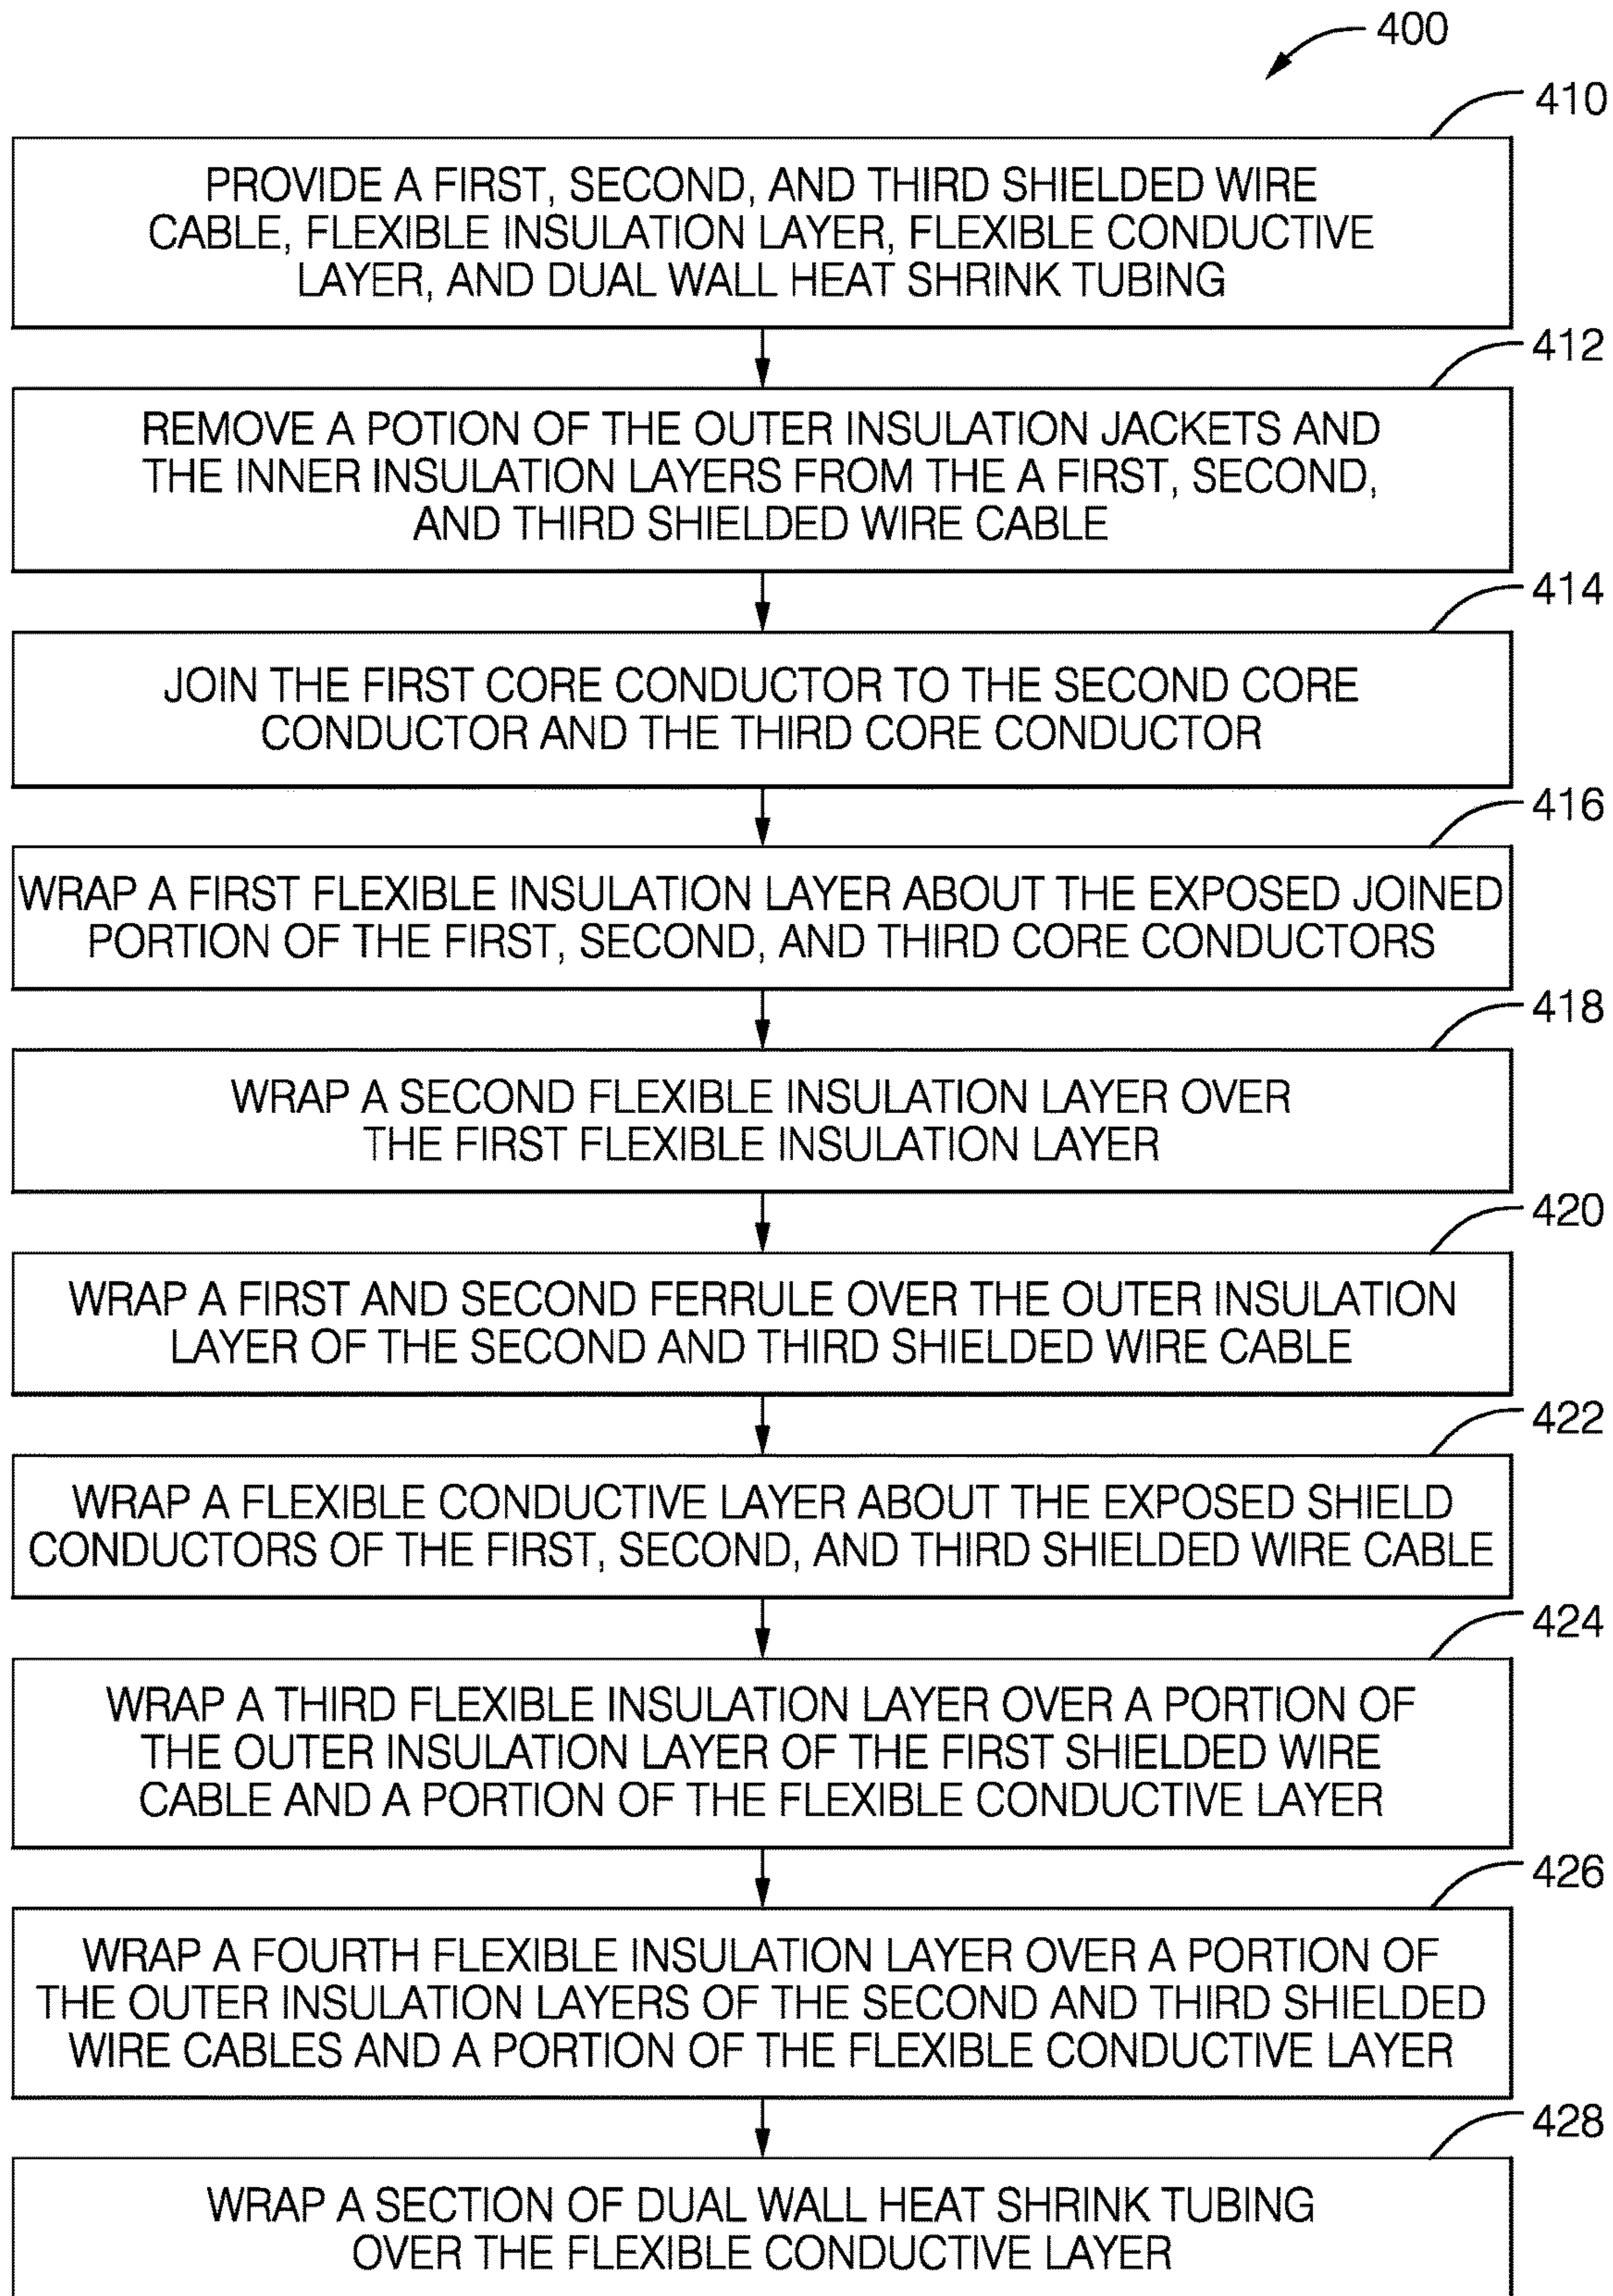 400
410
PROVIDE A FIRST, SECOND, AND THIRD SHIELDED WIRE
CABLE, FLEXIBLE INSULATION LAYER, FLEXIBLE CONDUCTIVE
LAYER, AND DUAL WALL HEAT SHRINK TUBING
412
REMOVE A POTION OF THE OUTER INSULATION JACKETS AND
THE INNER INSULATION LAYERS FROM THE A FIRST, SECOND,
AND THIRD SHIELDED WIRE CABLE
414
JOIN THE FIRST CORE CONDUCTOR TO THE SECOND CORE
CONDUCTOR AND THE THIRD CORE CONDUCTOR
416
WRAP A FIRST FLEXIBLE INSULATION LAYER ABOUT THE EXPOSED JOINED
PORTION OF THE FIRST, SECOND, AND THIRD CORE CONDUCTORS
418
WRAP A SECOND FLEXIBLE INSULATION LAYER OVER
THE FIRST FLEXIBLE INSULATION LAYER
420
WRAP A FIRST AND SECOND FERRULE OVER THE OUTER INSULATION
LAYER OF THE SECOND AND THIRD SHIELDED WIRE CABLE
422
WRAP A FLEXIBLE CONDUCTIVE LAYER ABOUT THE EXPOSED SHIELD
CONDUCTORS OF THE FIRST, SECOND, AND THIRD SHIELDED WIRE CABLE
424
WRAP A THIRD FLEXIBLE INSULATION LAYER OVER A PORTION OF
THE OUTER INSULATION LAYER OF THE FIRST SHIELDED WIRE
CABLE AND A PORTION OF THE FLEXIBLE CONDUCTIVE LAYER
426
WRAP A FOURTH FLEXIBLE INSULATION LAYER OVER A PORTION OF
THE OUTER INSULATION LAYERS OF THE SECOND AND THIRD SHIELDED
WIRE CABLES AND A PORTION OF THE FLEXIBLE CONDUCTIVE LAYER
428
WRAP A SECTION OF DUAL WALL HEAT SHRINK TUBING
OVER THE FLEXIBLE CONDUCTIVE LAYER